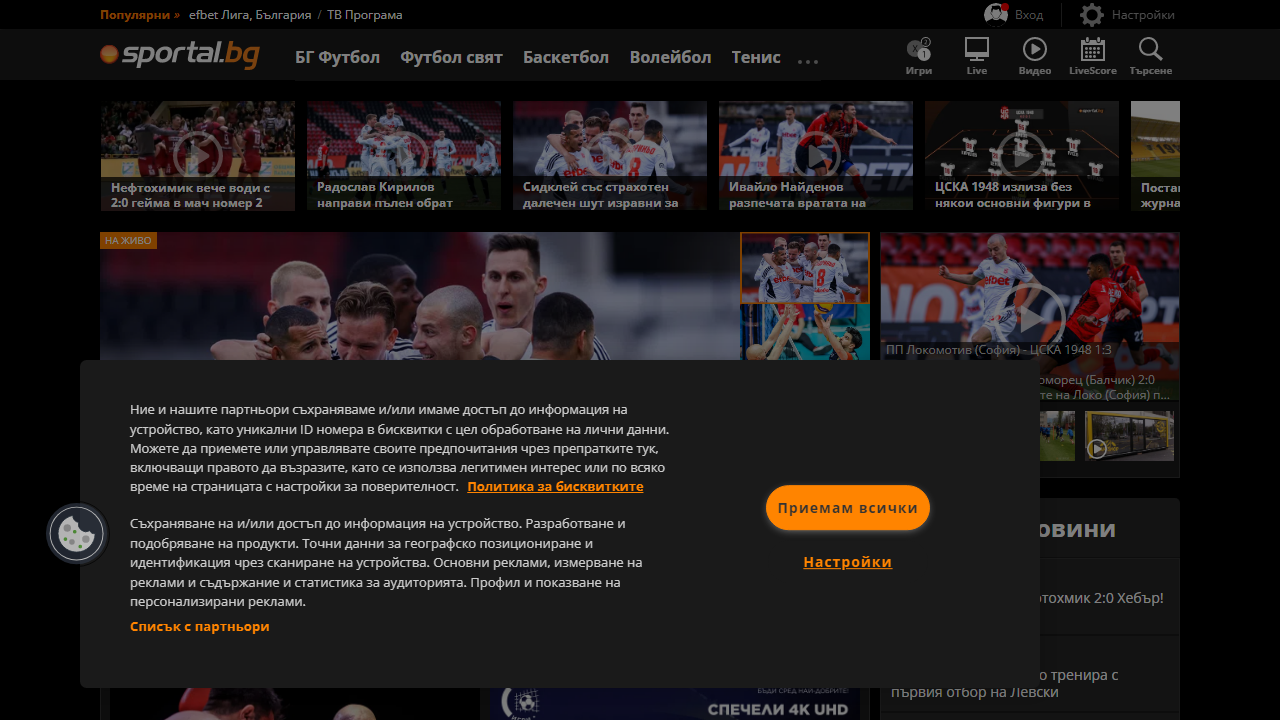 Популярни » efbet Лига, България / ТВ Програма
Вход
Настройки
sportal.bg
БГ Футбол
Футбол свят
Баскетбол
Волейбол
Тенис
...
Игри
Live
Видео
LiveScore
Търсене
Нефтохимик вече води с
2:0 гейма в мач номер 2
Радослав Кирилов
направи пълен обрат
Сидклей със страхотен
далечен шут изравни за
Ивайло Найденов
разпечата вратата на
ЦСКА 1948 излиза без
някои основни фигури в
НА ЖИВО
ПП Локомотив (София) - ЦСКА 1948 1:3
оморец (Балчик) 2:0
те на Локо (София) п...
Ние и нашите партньори съхраняваме и/или имаме достъп до информация на
устройство, като уникални ID номера в бисквитки с цел обработване на лични данни.
Можете да приемете или управлявате своите предпочитания чрез препратките тук,
включващи правото да възразите, като се използва легитимен интерес или по всяко
време на страницата с настройки за поверителност. Политика за бисквитките
Съхраняване на и/или достъп до информация на устройство. Разработване и
подобряване на продукти. Точни данни за географско позициониране и
идентификация чрез сканиране на устройства. Основни реклами, измерване на
реклами и съдържание и статистика за аудиторията. Профил и показване на
персонализирани реклами.
Списък с партньори
Приемам всички
Настройки
овини
тохмик 2:0 Хебър!
о тренира с
първия отбор на Левски
БЪДИ СРЕД НАЙ-ДОБРИТЕ!
СПЕЧЕЛИ 4K UHD